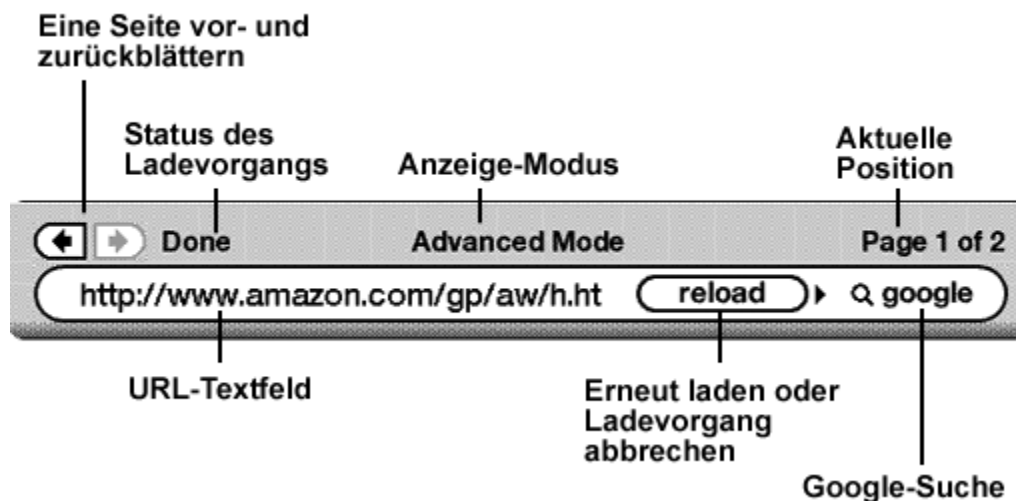 Eine Seite vor- und
zurückblättern
Status des
Ladevorgangs
Anzeige-Modus
Aktuelle
Position
Done
Advanced Mode
Page 1 of 2
http://www.amazon.com/gp/aw/h.ht
reload
google
URL-Textfeld
Erneut laden oder
Ladevorgang
abbrechen
Google-Suche